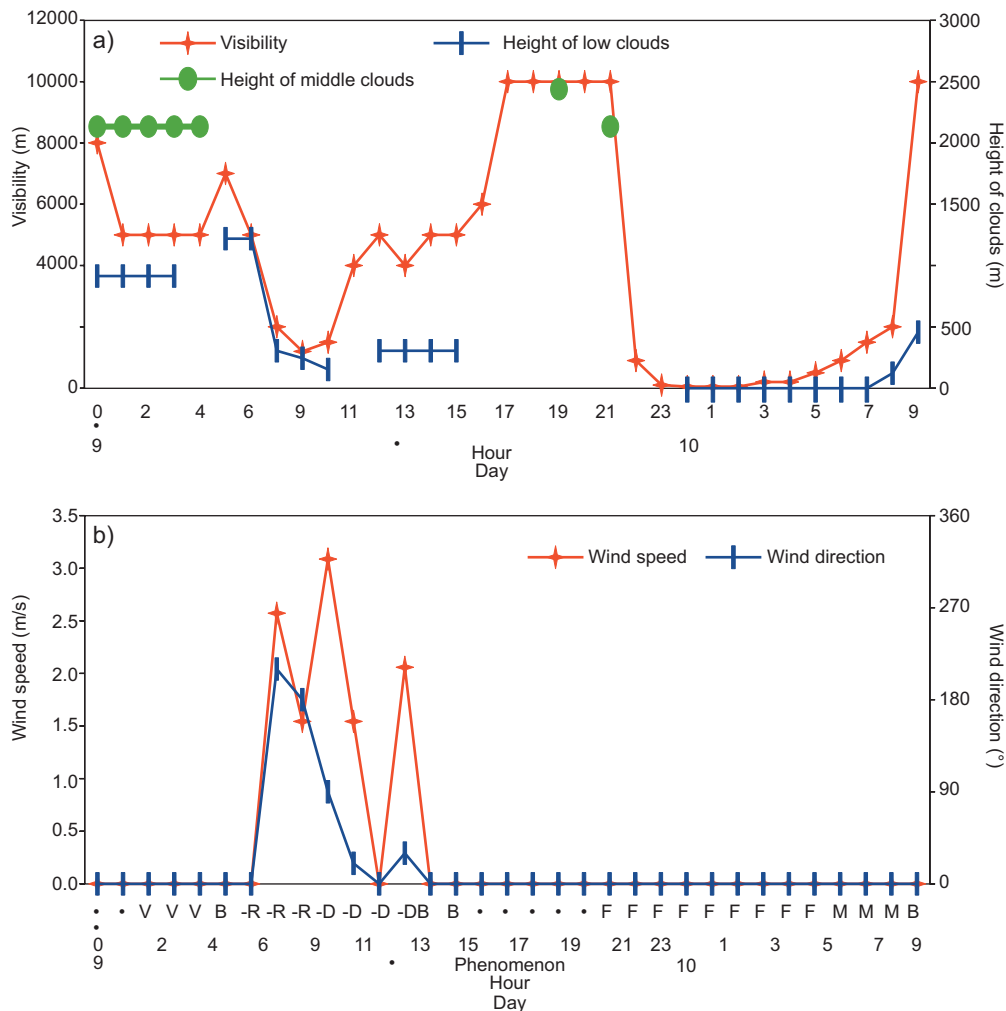 a)
Visibility
Height of low clouds
Height of middle clouds
12000
10000
8000
6000
4000
2000
0
Visibility (m)
3000
2500
2000
1500
1000
500
0
Height of clouds (m)
0 2 4 6 9 11 13 15 17 19 21 23 1 3 5 7 9
• •
9 10
Hour
Day
b)
Wind speed
Wind direction
3.5
3.0
2.5
2.0
1.5
1.0
0.5
0.0
Wind speed (m/s)
360
270
180
90
0
Wind direction (°)
• • V V V B -R -R -R -D -D -D -DB B • • • • • F F F F F F F F F M M M B
•
0 2 4 6 9 11 13 15 17 19 21 23 1 3 5 7 9
9 • Phenomenon 10
Hour
Day